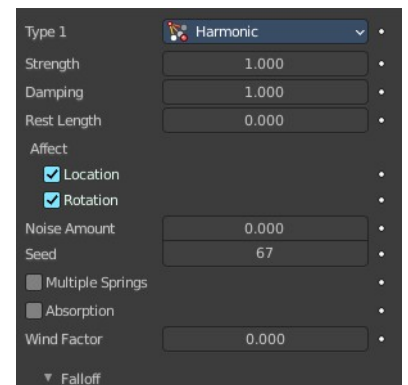 Type 1 Harmonic
Strength 1.000
Damping 1.000
Rest Length 0.000
Affect
Location
Rotation
Noise Amount 0.000
Seed 67
Multiple Springs
Absorption
Wind Factor 0.000
Falloff